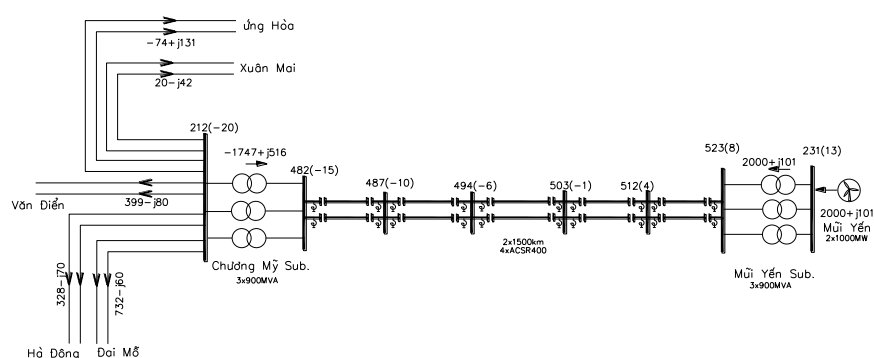 ứng Hòa
-74+j131
Xuân Mai
20-j42
212(-20)
-1747+j516
482(-15)
487(-10)
494(-6)
503(-1)
512(4)
523(8)
231(13)
2000+j101
Văn Điển
399-j80
2000+j101
Mũi Yến
2x1000MW
2x1500km
4xACSR400
Chương Mỹ Sub.
3x900MVA
Mũi Yến Sub.
3x900MVA
328-j70
732-j60
Hà Đông
Đại Mỗ